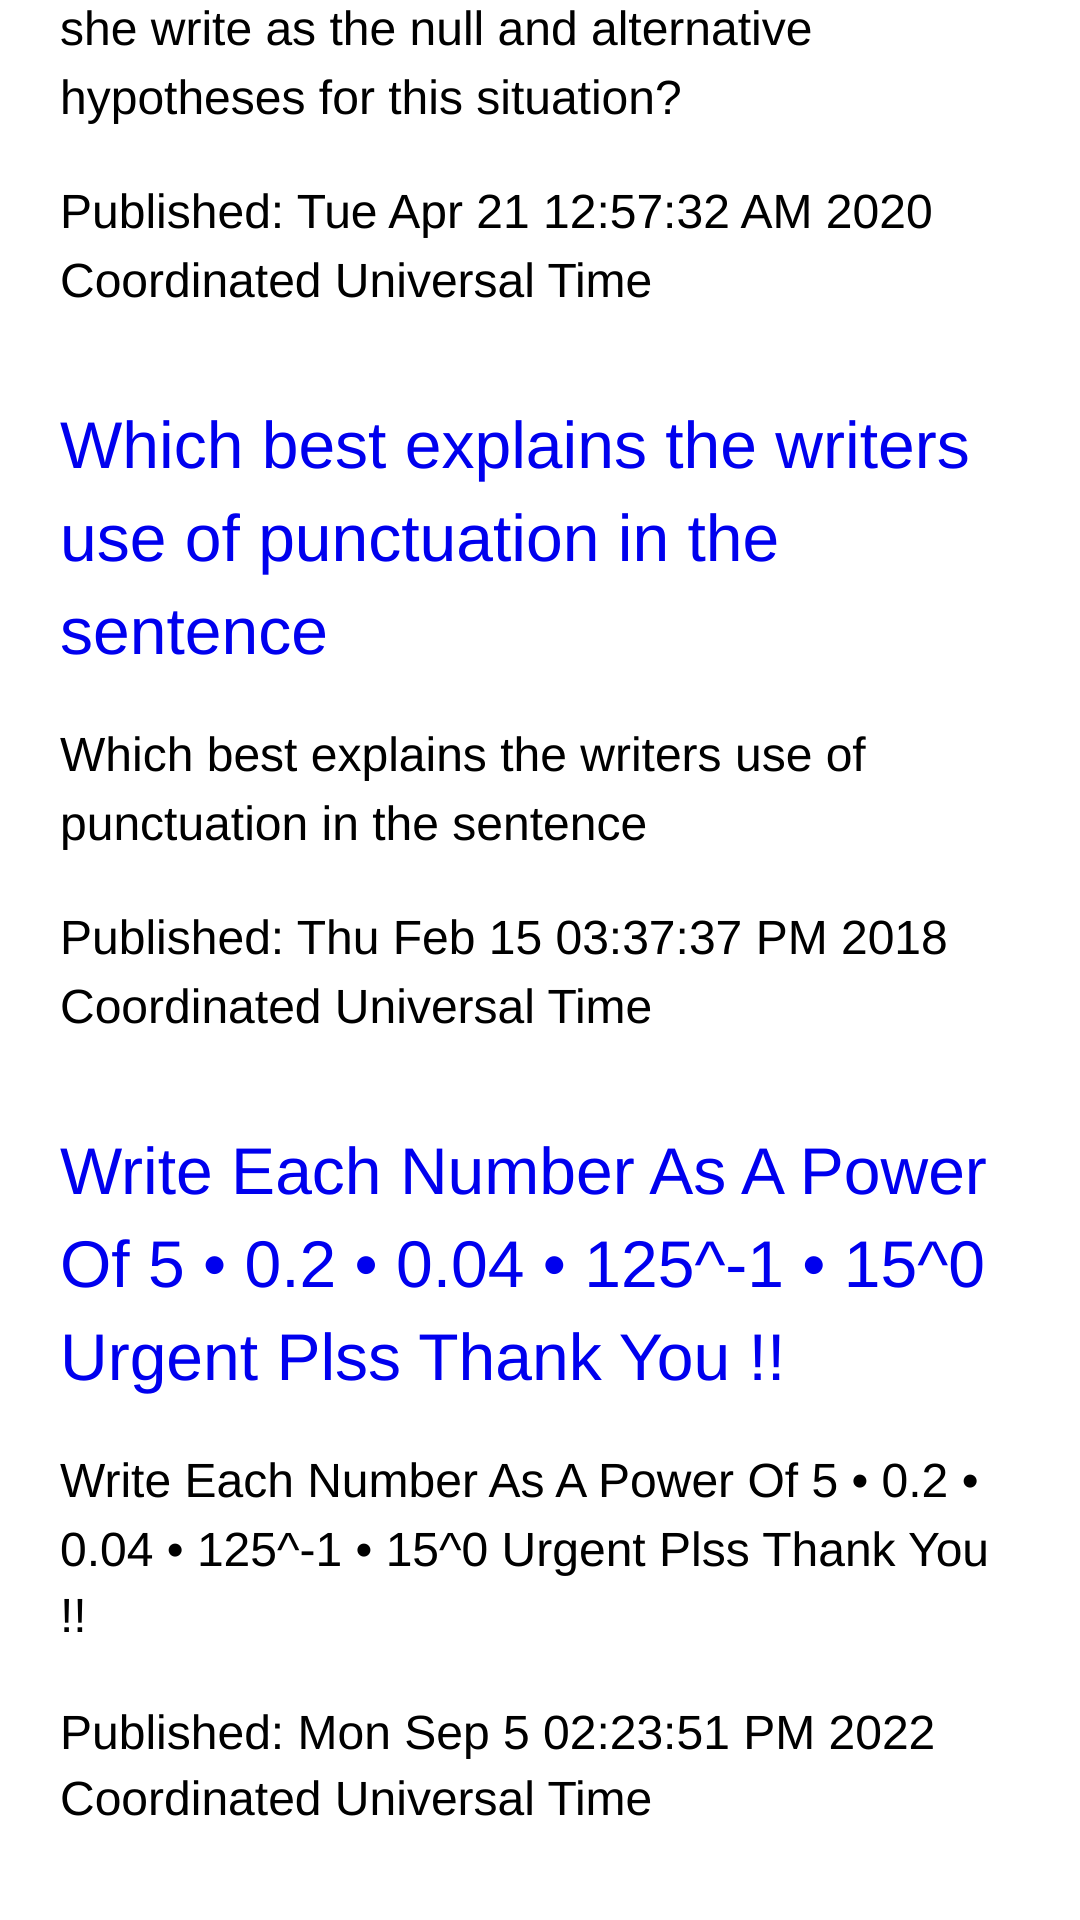 she write as the null and alternative
hypotheses for this situation?
Published: Tue Apr 21 12:57:32 AM 2020
Coordinated Universal Time
Which best explains the writers
use of punctuation in the
sentence
Which best explains the writers use of
punctuation in the sentence
Published: Thu Feb 15 03:37:37 PM 2018
Coordinated Universal Time
Write Each Number As A Power
Of 5 • 0.2 • 0.04 • 125^-1 • 15^0
Urgent Plss Thank You !!
Write Each Number As A Power Of 5 • 0.2 •
0.04 • 125^-1 • 15^0 Urgent Plss Thank You
!!
Published: Mon Sep 5 02:23:51 PM 2022
Coordinated Universal Time